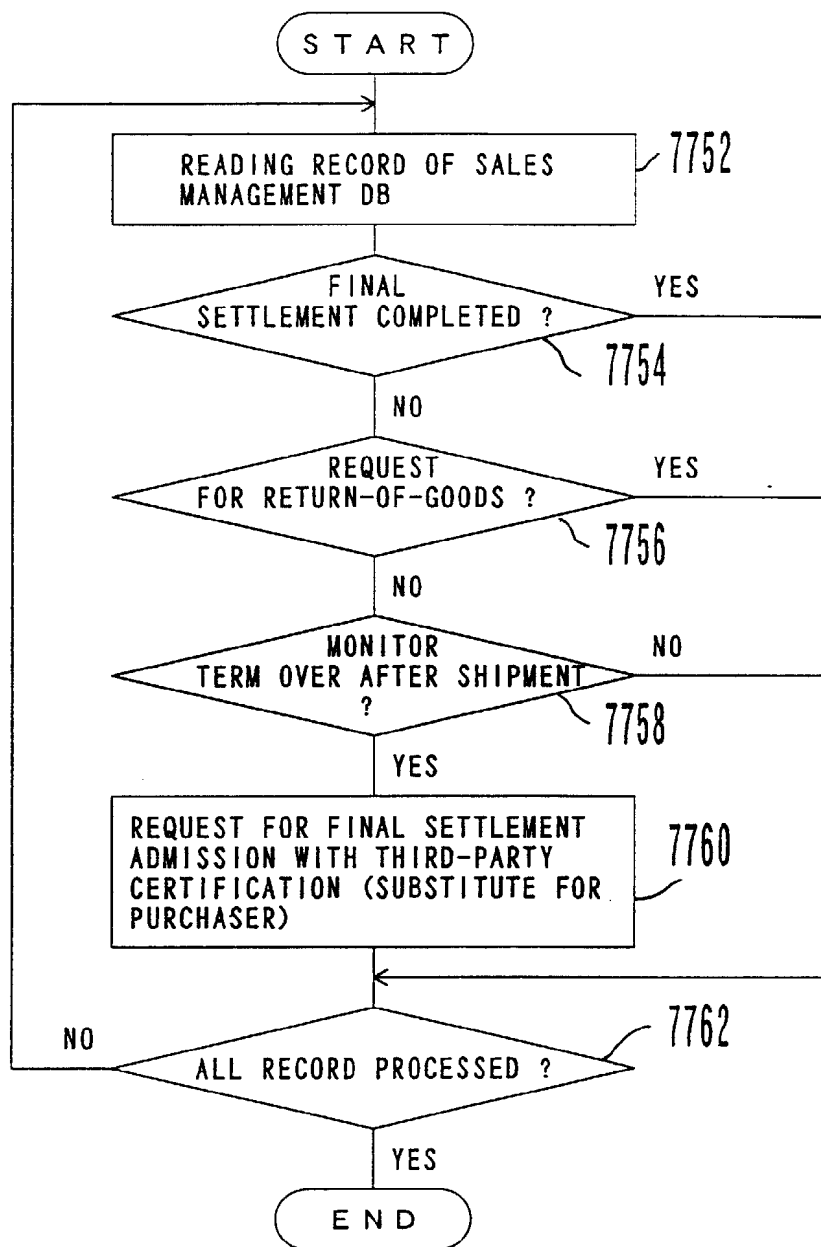 START
READING RECORD OF SALES
MANAGEMENT DB
7752
FINAL
SETTLEMENT COMPLETED ?
YES
7754
NO
REQUEST
FOR RETURN-OF-GOODS ?
YES
7756
NO
MONITOR
TERM OVER AFTER SHIPMENT
?
NO
7758
YES
REQUEST FOR FINAL SETTLEMENT
ADMISSION WITH THIRD-PARTY
CERTIFICATION (SUBSTITUTE FOR
PURCHASER)
7760
NO
ALL RECORD PROCESSED ?
7762
YES
END